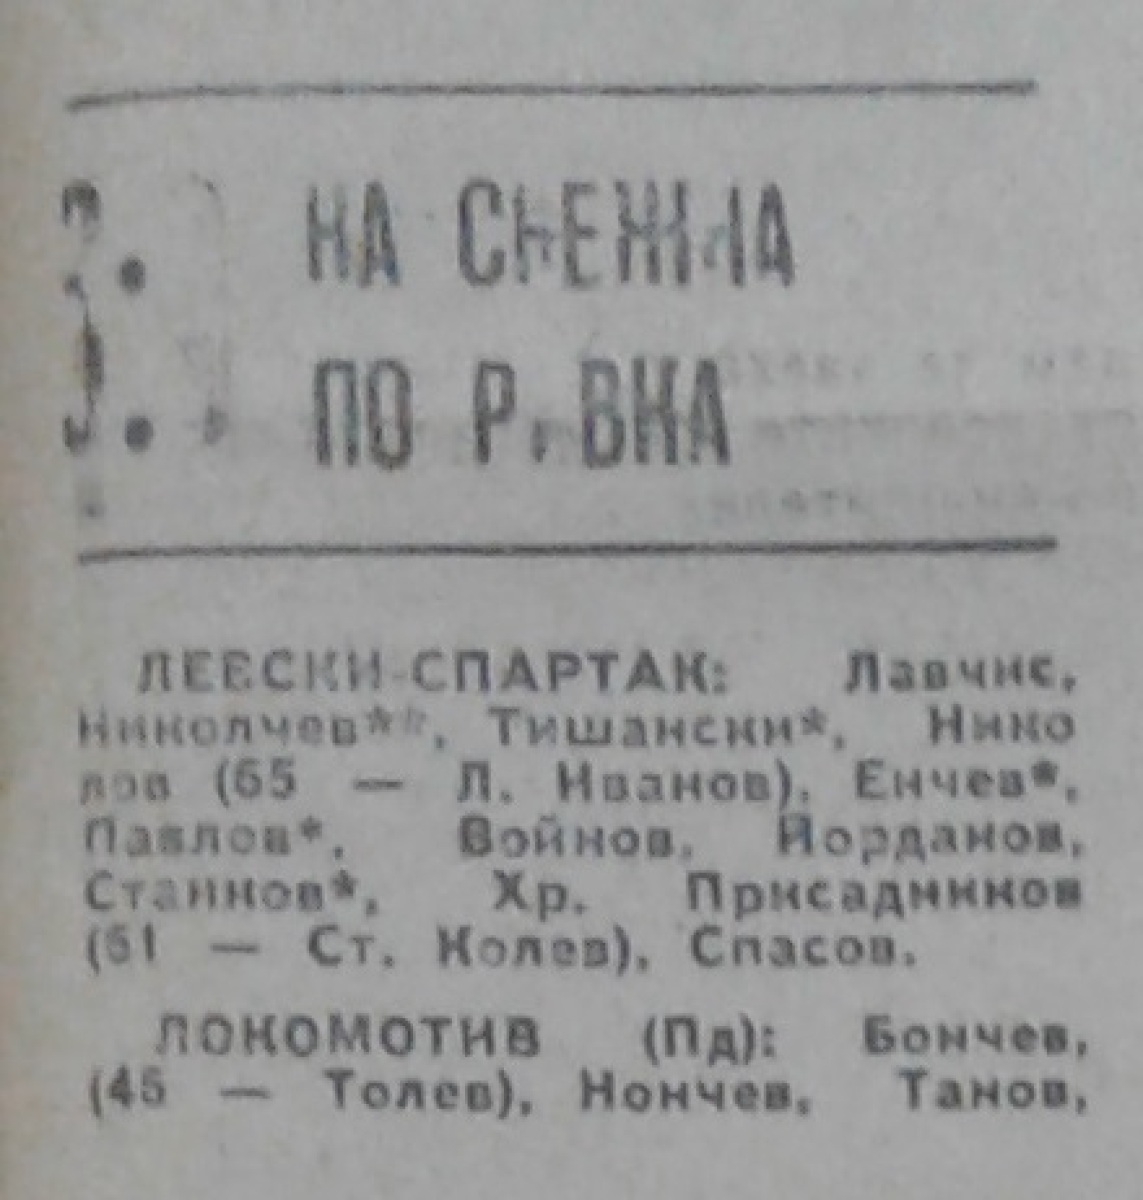 НА СНЕЖНА
ПО Р ВКА
ЛЕВСКИ-СПАРТАК: Лавчис,
Николчев**, Тишански*, Нико
лов (65 — Л. Иванов), Енчев*,
Павлов*, Войнов, Йорданов,
Станков*, Хр. Присадников
(61 — Ст. Колев), Спасов.
ЛОКОМОТИВ (Пд): Бончев,
(45 — Толев), Нончев, Танов,